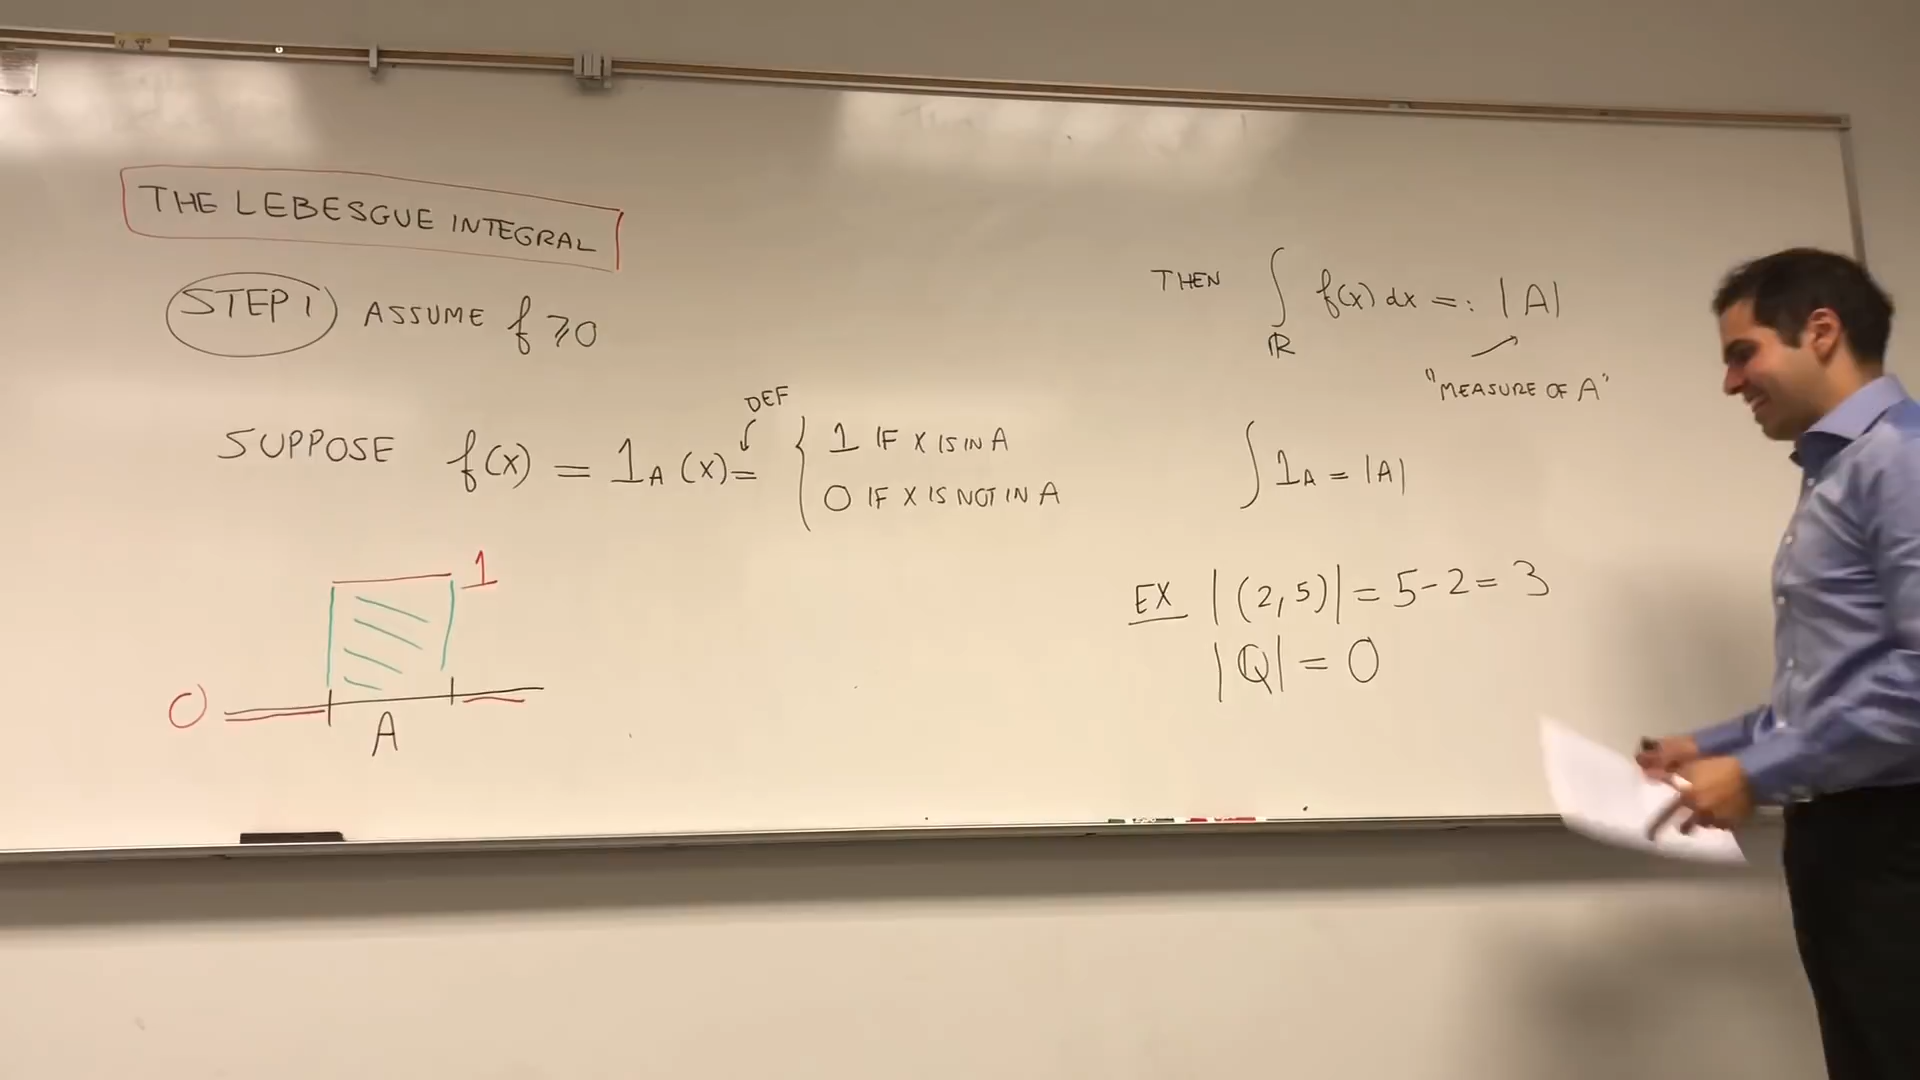 THE LEBESGUE INTEGRAL
STEP 1 ASSUME f ⩾ 0
DEF
SUPPOSE f(x) = 1_A (x) = { 1 IF X IS IN A
0 IF X IS NOT IN A
1
0
A
THEN ∫_ℝ f(x) dx =: |A|
"MEASURE OF A"
∫ 1_A = |A|
EX |(2,5)| = 5-2 = 3
|ℚ| = 0